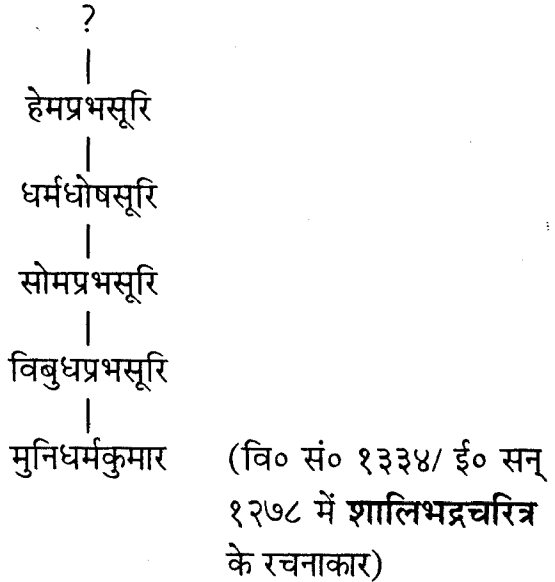 ?
हेमप्रभसूरि
धर्मधोषसूरि
सोमप्रभसूरि
विबुधप्रभसूरि
मुनिधर्मकुमार (वि० सं० १३३४/ ई० सन्
१२७८ में शालिभद्रचरित्र
के रचनाकार)